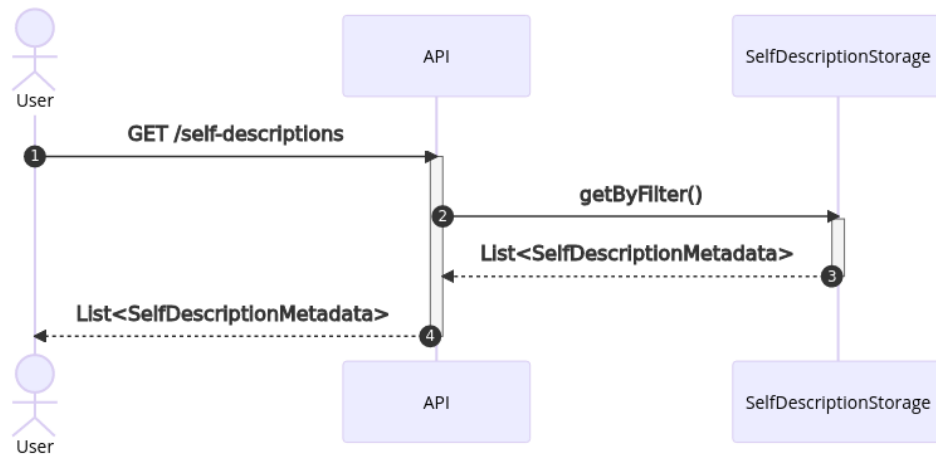 API
SelfDescriptionStorage
User
GET /self-descriptions
1
getByFilter()
2
List<SelfDescriptionMetadata>
3
List<SelfDescriptionMetadata>
4
API
SelfDescriptionStorage
User